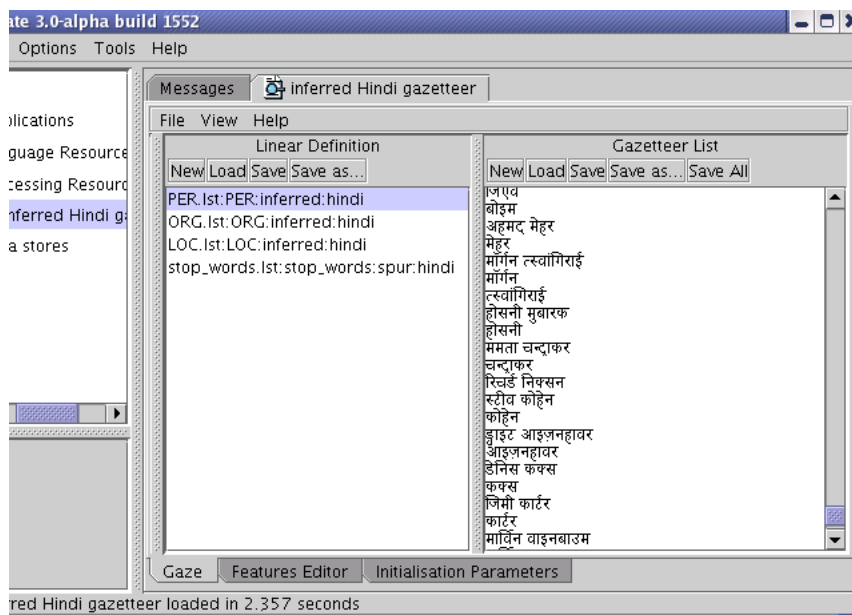 ate 3.0-alpha build 1552
Options Tools Help
Messages
inferred Hindi gazetteer
plications
guage Resource
cessing Resourc
nferred Hindi ga
a stores
File View Help
Linear Definition
New Load Save Save as...
PER.lst:PER:inferred:hindi
ORG.lst:ORG:inferred:hindi
LOC.lst:LOC:inferred:hindi
stop_words.lst:stop_words:spur:hindi
Gazetteer List
New Load Save Save as... Save All
बोइम
अहमद मेहर
मेहर
मॉर्गन त्स्वांगिराई
मॉर्गन
त्स्वांगिराई
होसनी मुबारक
होसनी
ममता चन्द्राकर
चन्द्राकर
रिचर्ड निक्सन
स्टीव कोहेन
कोहेन
ड्वाइट आइज़नहावर
आइज़नहावर
डेनिस कक्स
कक्स
जिमी कार्टर
कार्टर
मार्विन वाइनबाउम
Gaze Features Editor Initialisation Parameters
rred Hindi gazetteer loaded in 2.357 seconds